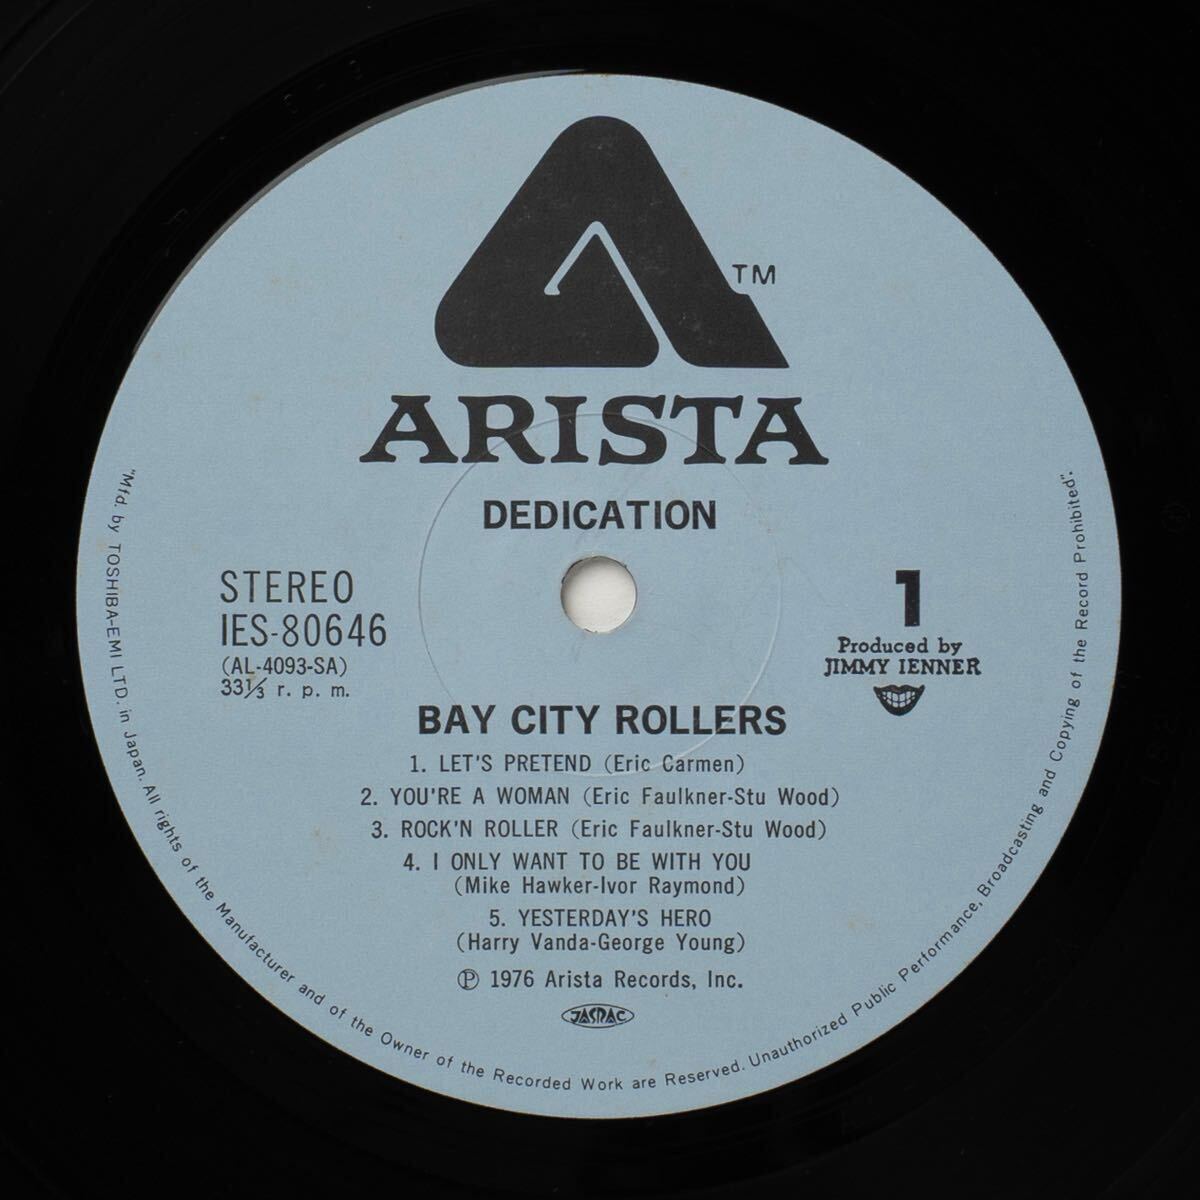 TM
ARISTA
DEDICATION
STEREO
IES-80646
(AL-4093-SA)
33⅓ r. p. m.
1
Produced by
JIMMY IENNER
BAY CITY ROLLERS
1. LET'S PRETEND (Eric Carmen)
2. YOU'RE A WOMAN (Eric Faulkner-Stu Wood)
3. ROCK'N ROLLER (Eric Faulkner-Stu Wood)
4. I ONLY WANT TO BE WITH YOU
(Mike Hawker-Ivor Raymond)
5. YESTERDAY'S HERO
(Harry Vanda-George Young)
Ⓟ 1976 Arista Records, Inc.
JASRAC
"Mfd. by TOSHIBA-EMI LTD. in Japan. All rights of the Manufacturer and of the Owner of the Recorded Work are Reserved. Unauthorized Public Performance, Broadcasting and Copying of the Record Prohibited".